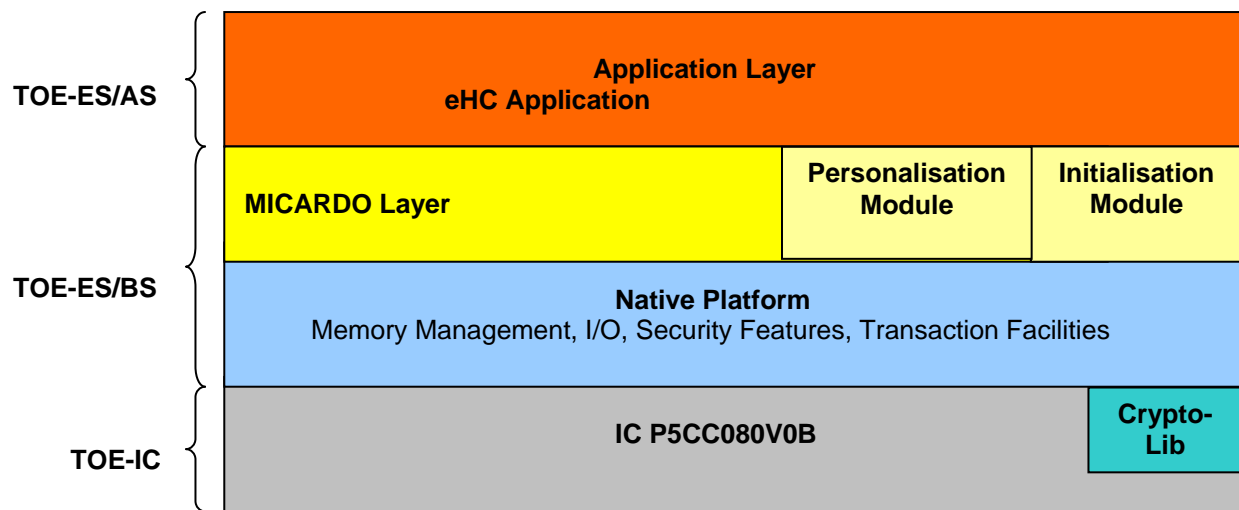 TOE-ES/AS
Application Layer
eHC Application
TOE-ES/BS
MICARDO Layer
Personalisation
Module
Initialisation
Module
Native Platform
Memory Management, I/O, Security Features, Transaction Facilities
TOE-IC
IC P5CC080V0B
Crypto-
Lib